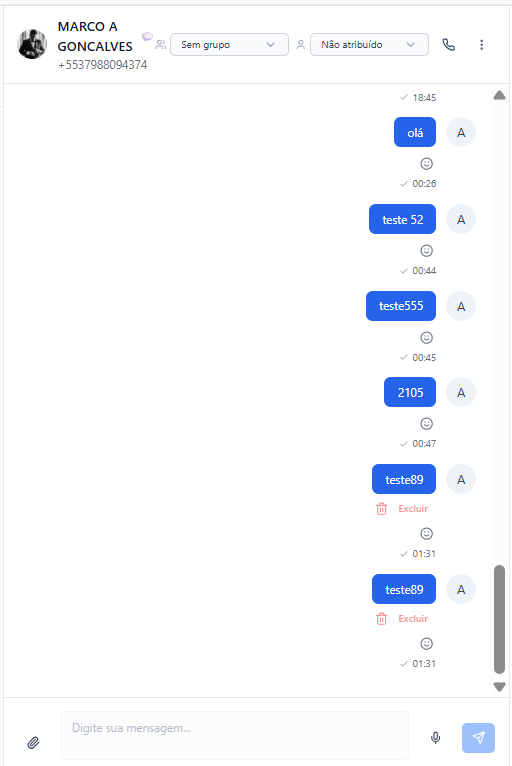 MARCO A
GONCALVES
+5537988094374
Sem grupo
Não atribuído
18:45
olá
A
00:26
teste 52
A
00:44
teste555
A
00:45
2105
A
00:47
teste89
A
Excluir
01:31
teste89
A
Excluir
01:31
Digite sua mensagem...